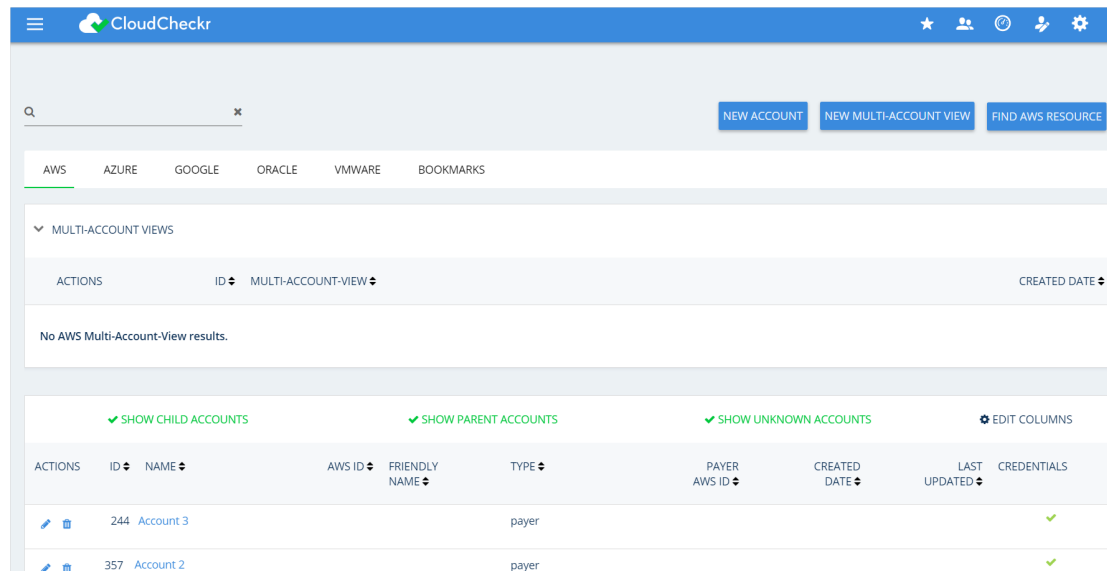 CloudCheckr
NEW ACCOUNT NEW MULTI-ACCOUNT VIEW FIND AWS RESOURCE
AWS AZURE GOOGLE ORACLE VMWARE BOOKMARKS
MULTI-ACCOUNT VIEWS
ACTIONS ID MULTI-ACCOUNT-VIEW CREATED DATE
No AWS Multi-Account-View results.
SHOW CHILD ACCOUNTS SHOW PARENT ACCOUNTS SHOW UNKNOWN ACCOUNTS EDIT COLUMNS
ACTIONS ID NAME AWS ID FRIENDLY TYPE PAYER CREATED LAST CREDENTIALS
NAME AWS ID DATE UPDATED
244 Account 3 payer
357 Account 2 payer